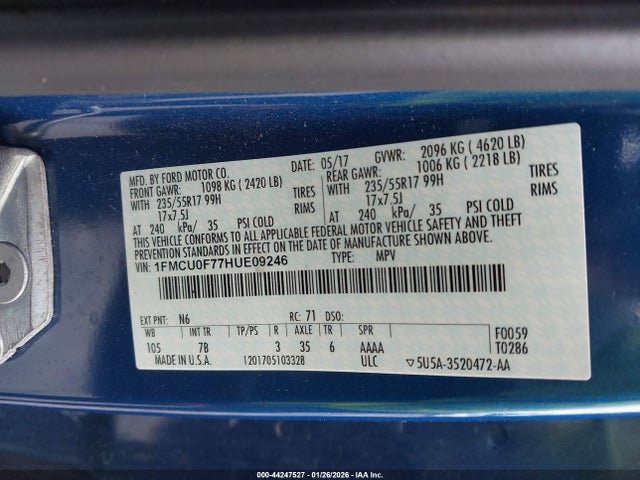 MFD. BY FORD MOTOR CO.
05/17 GVWR: 2096 KG ( 4620 LB)
FRONT GAWR: 1098 KG ( 2420 LB) REAR GAWR: 1006 KG ( 2218 LB)
WITH 235/55R17 99H TIRES WITH 235/55R17 99H TIRES
17x7.5J RIMS 17x7.5J RIMS
AT 240 kPa/ 35 PSI COLD AT 240 kPa/ 35 PSI COLD
THIS VEHICLE CONFORMS TO ALL APPLICABLE FEDERAL MOTOR VEHICLE SAFETY AND THEFT
PREVENTION STANDARDS IN EFFECT ON THE DATE OF MANUFACTURE SHOWN ABOVE.
VIN: 1FMCU0F77HUE09246 TYPE: MPV
EXT PNT: N6 RC: 71 DSO:
WB INT TR TP/PS R AXLE TR SPR F0059
105 7B 3 35 6 AAAA T0286
MADE IN U.S.A. 120170510332​8 ULC ▽5U5A-3520472-AA
000-44247527 - 01/26/2026 - IAA Inc.